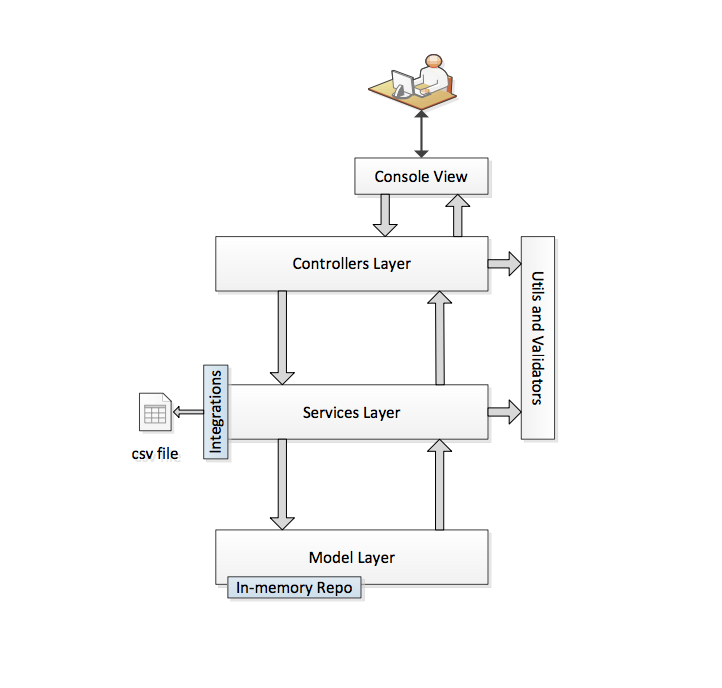 Console View
Controllers Layer
Utils and Validators
Integrations
Services Layer
csv file
Model Layer
In-memory Repo